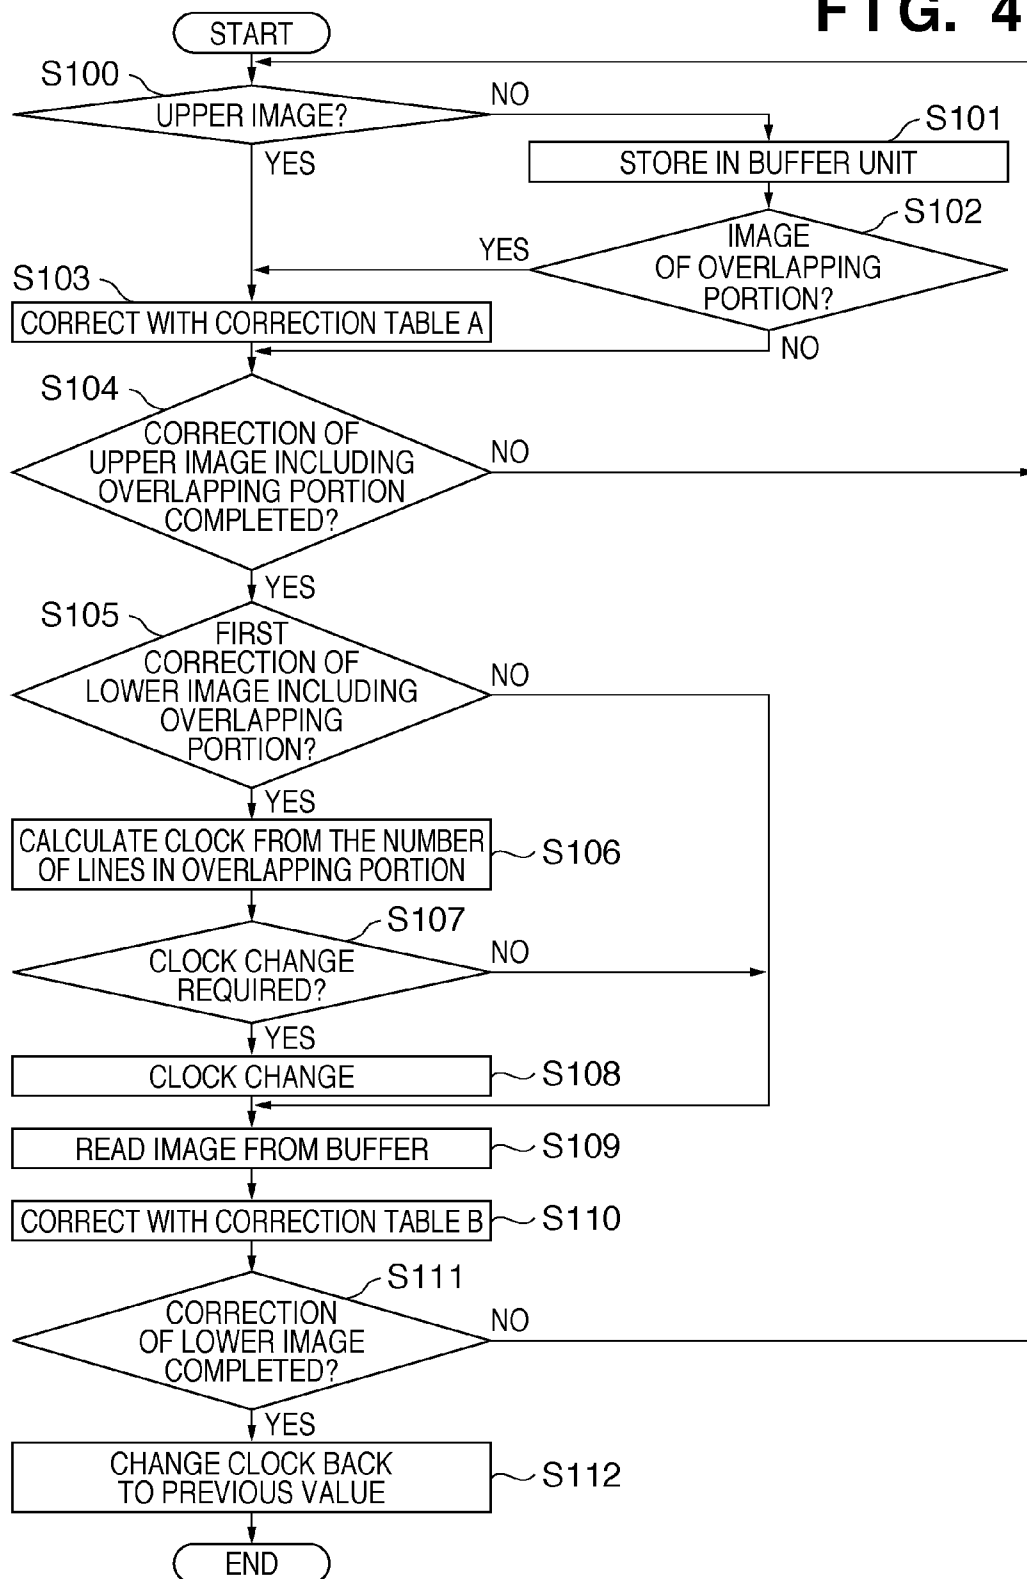 FIG. 4
START
S100
UPPER IMAGE?
NO
YES
S101
STORE IN BUFFER UNIT
S102
IMAGE
OF OVERLAPPING
PORTION?
YES
NO
S103
CORRECT WITH CORRECTION TABLE A
S104
CORRECTION OF
UPPER IMAGE INCLUDING
OVERLAPPING PORTION
COMPLETED?
NO
YES
S105
FIRST
CORRECTION OF
LOWER IMAGE INCLUDING
OVERLAPPING
PORTION?
NO
YES
CALCULATE CLOCK FROM THE NUMBER
OF LINES IN OVERLAPPING PORTION
S106
S107
CLOCK CHANGE
REQUIRED?
NO
YES
CLOCK CHANGE
S108
READ IMAGE FROM BUFFER
S109
CORRECT WITH CORRECTION TABLE B
S110
S111
CORRECTION
OF LOWER IMAGE
COMPLETED?
NO
YES
CHANGE CLOCK BACK
TO PREVIOUS VALUE
S112
END